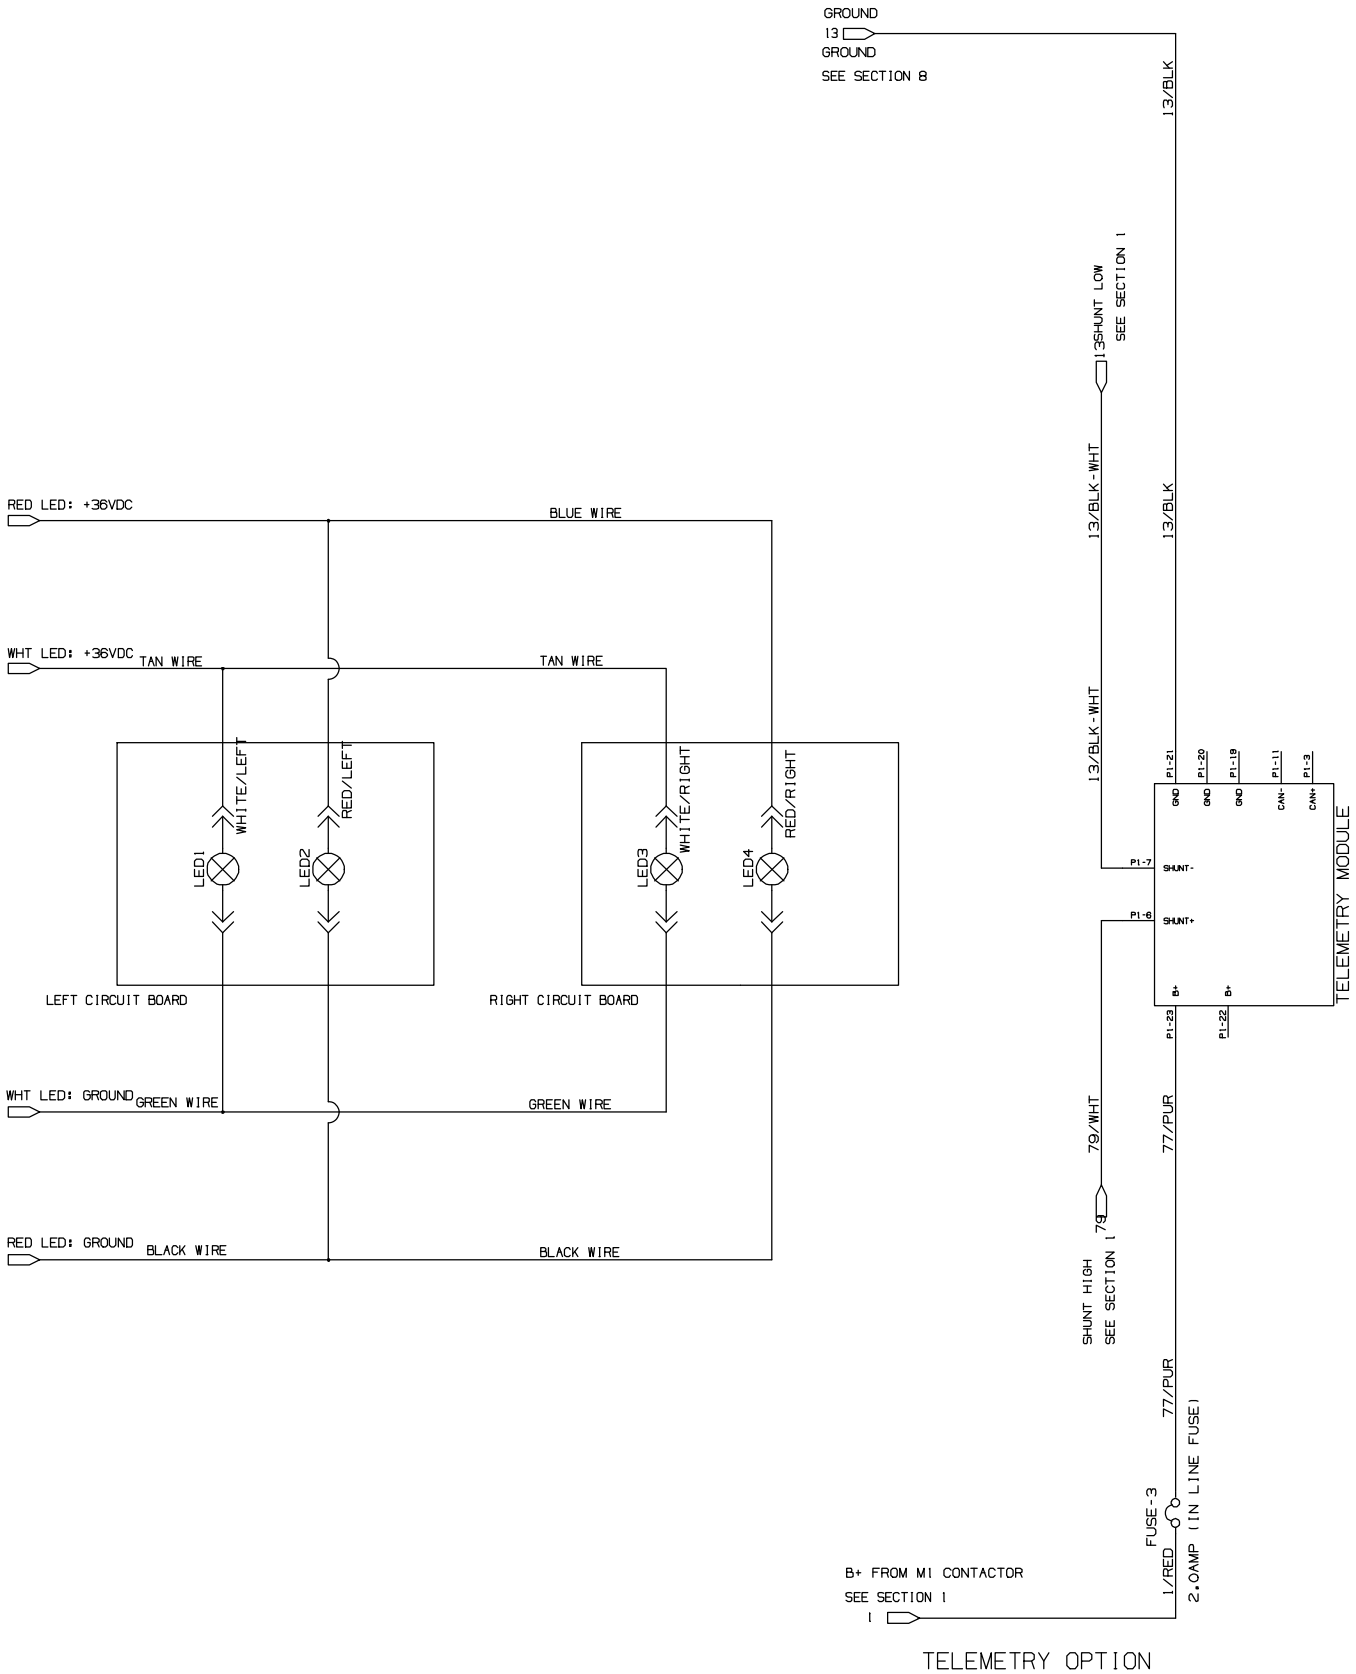 GROUND
13
GROUND
SEE SECTION 8
13/BLK
13SHUNT LOW
SEE SECTION 1
13/BLK-WHT
13/BLK
RED LED: +36VDC
BLUE WIRE
WHT LED: +36VDC
TAN WIRE
TAN WIRE
13/BLK-WHT
WHITE/LEFT
RED/LEFT
WHITE/RIGHT
RED/RIGHT
LED1
LED2
LED3
LED4
P1-21
P1-20
P1-19
P1-11
P1-3
GND
GND
GND
CAN-
CAN+
P1-7
SHUNT-
P1-6
SHUNT+
TELEMETRY MODULE
B+
B+
P1-23
P1-22
LEFT CIRCUIT BOARD
RIGHT CIRCUIT BOARD
WHT LED: GROUND
GREEN WIRE
GREEN WIRE
79/WHT
77/PUR
RED LED: GROUND
BLACK WIRE
BLACK WIRE
79
SHUNT HIGH
SEE SECTION 1
77/PUR
FUSE-3
2.0AMP (IN LINE FUSE)
1/RED
B+ FROM M1 CONTACTOR
SEE SECTION 1
1
TELEMETRY OPTION